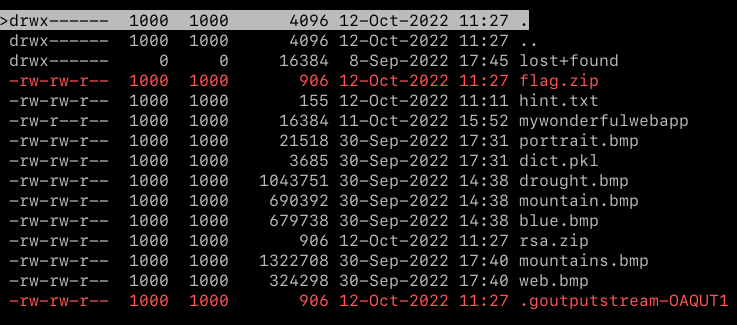 >drwx------  1000  1000      4096 12-Oct-2022 11:27 .
drwx------  1000  1000      4096 12-Oct-2022 11:27 ..
drwx------     0     0     16384  8-Sep-2022 17:45 lost+found
-rw-rw-r--  1000  1000       906 12-Oct-2022 11:27 flag.zip
-rw-rw-r--  1000  1000       155 12-Oct-2022 11:11 hint.txt
-rw-rw-r--  1000  1000     16384 11-Oct-2022 15:52 mywonderfulwebapp
-rw-rw-r--  1000  1000     21518 30-Sep-2022 17:31 portrait.bmp
-rw-rw-r--  1000  1000      3685 30-Sep-2022 17:31 dict.pkl
-rw-rw-r--  1000  1000   1043751 30-Sep-2022 14:38 drought.bmp
-rw-rw-r--  1000  1000    690392 30-Sep-2022 14:38 mountain.bmp
-rw-rw-r--  1000  1000    679738 30-Sep-2022 14:38 blue.bmp
-rw-rw-r--  1000  1000       906 12-Oct-2022 11:27 rsa.zip
-rw-rw-r--  1000  1000   1322708 30-Sep-2022 17:40 mountains.bmp
-rw-rw-r--  1000  1000    324298 30-Sep-2022 17:40 web.bmp
-rw-rw-r--  1000  1000       906 12-Oct-2022 11:27 .goutputstream-OAQUT1